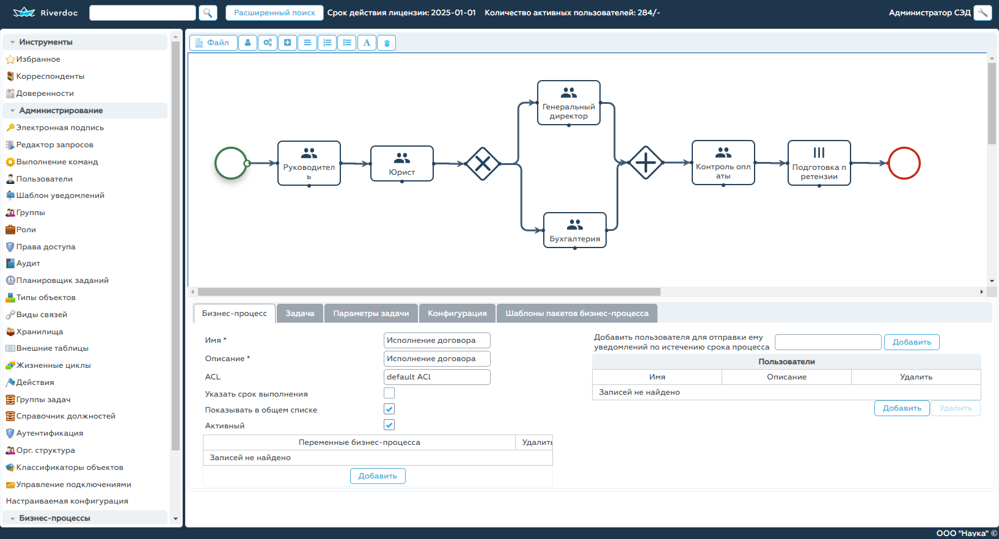 Riverdoc
Расширенный поиск
Срок действия лицензии: 2025-01-01
Количество активных пользователей: 284/-
Администратор СЭД
Инструменты
Избранное
Корреспонденты
Доверенности
Администрирование
Электронная подпись
Редактор запросов
Выполнение команд
Пользователи
Шаблон уведомлений
Группы
Роли
Права доступа
Аудит
Планировщик заданий
Типы объектов
Виды связей
Хранилища
Внешние таблицы
Жизненные циклы
Действия
Группы задач
Справочник должностей
Аутентификация
Орг. структура
Классификаторы объектов
Управление подключениями
Настраиваемая конфигурация
Бизнес-процессы
Файл
A
Руководител
ь
Юрист
Генеральный
директор
Бухгалтерия
Контроль опл
аты
Подготовка п
ретензии
Бизнес-процесс
Задача
Параметры задачи
Конфигурация
Шаблоны пакетов бизнес-процесса
Имя *
Исполнение договора
Описание *
Исполнение договора
ACL
default ACl
Указать срок выполнения
Показывать в общем списке
Активный
Переменные бизнес-процесса
Удалить
Записей не найдено
Добавить
Добавить пользователя для отправки ему
уведомлений по истечению срока процесса
Добавить
Пользователи
Имя
Описание
Удалить
Записей не найдено
Добавить
Удалить
ООО "Наука" ©